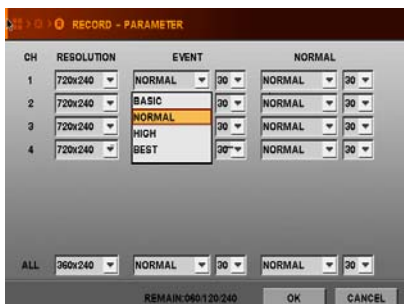 RECORD - PARAMETER
CH RESOLUTION EVENT NORMAL
1 720x240 NORMAL 30 NORMAL 30
2 720x240 BASIC 30 NORMAL 30
NORMAL
3 720x240 HIGH 30 NORMAL 30
4 720x240 BEST 30 NORMAL 30
ALL 360x240 NORMAL 30 NORMAL 30
REMAIN:060/120/240 OK CANCEL